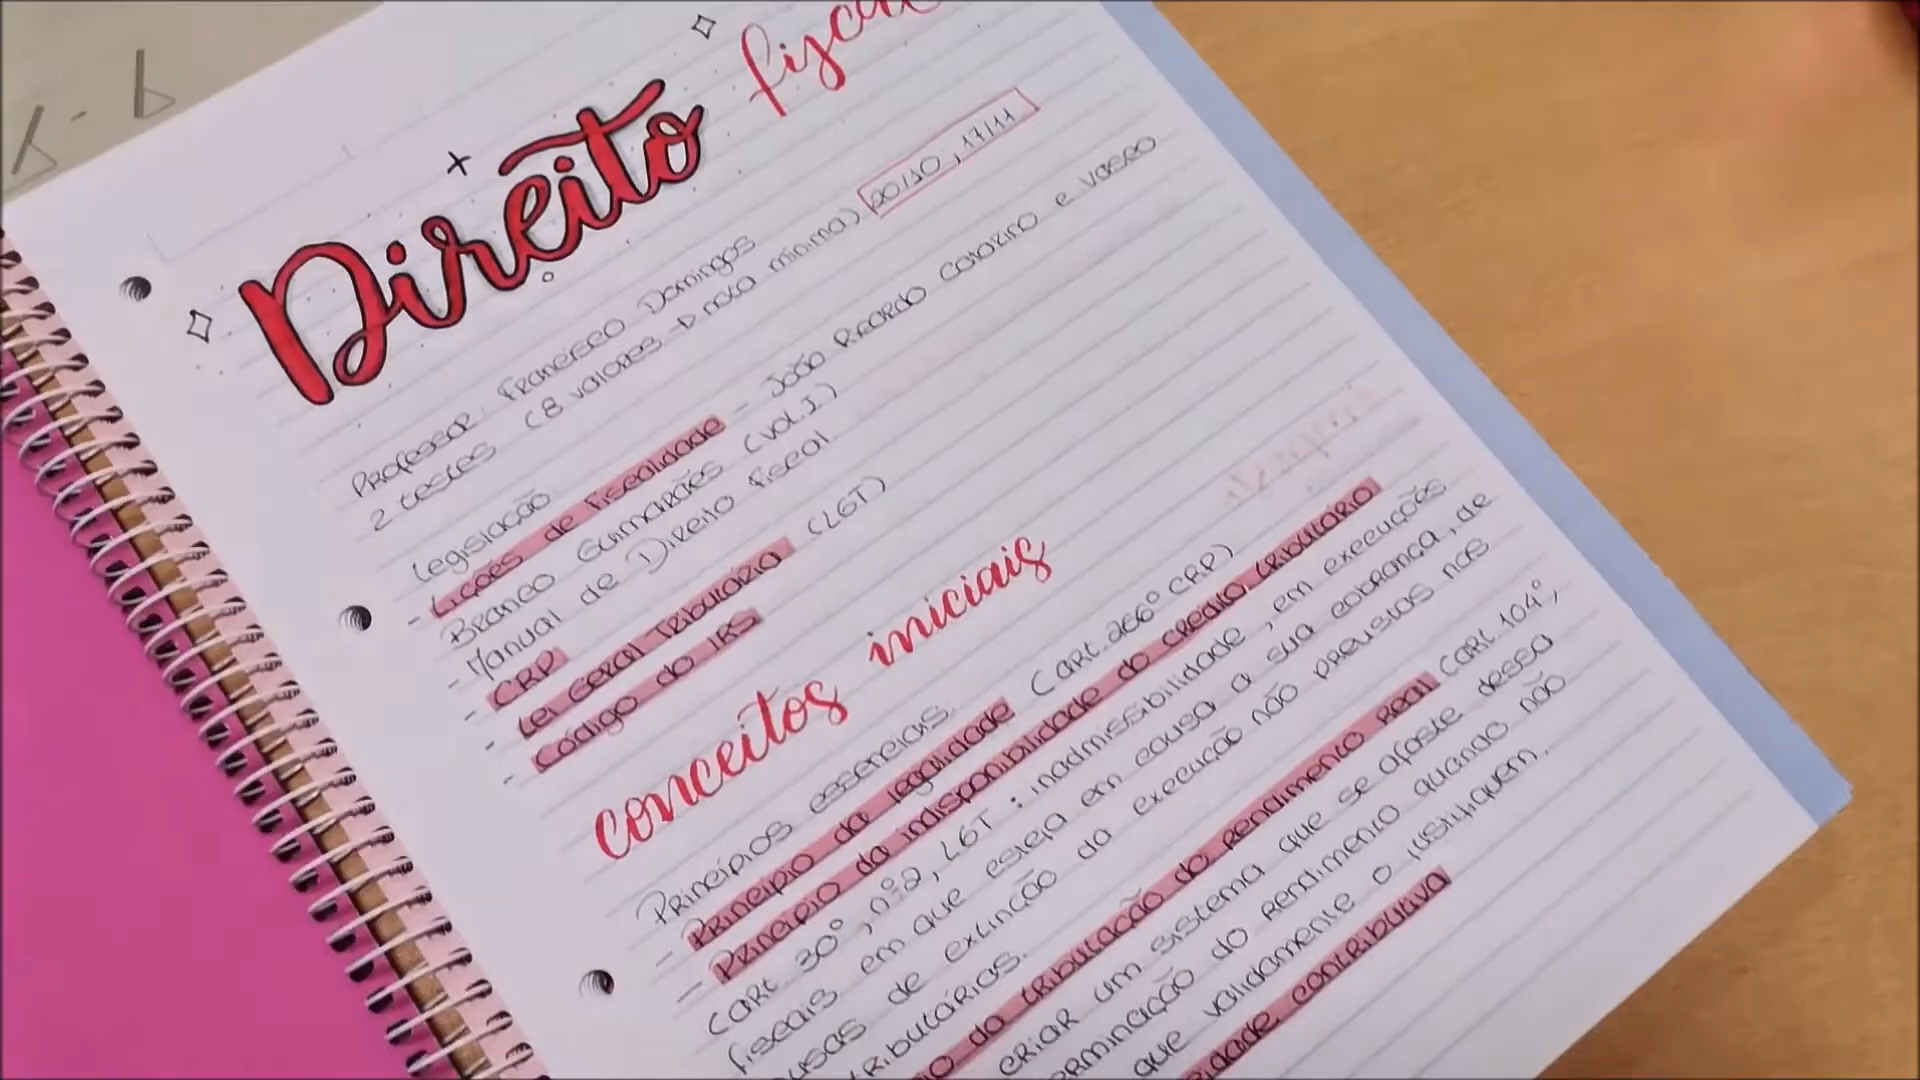 Direito fiscal
Professor: Francisco Domingos
2 testes (8 valores → nota mínima) 20/10, 17/11
Legislação
- Lições de Fiscalidade - João Ricardo Catarino e Vasco
Branco Guimarães (vol. I)
- Manual de Direito Fiscal
- CRP
- Lei Geral Tributária (LGT)
- Código do IRS
conceitos iniciais
Princípios essenciais:
- Princípio da legalidade (art. 266º CRP)
- Princípio da indisponibilidade do crédito tributário
(art. 30º, nº2, LGT: inadmissibilidade, em execuções
fiscais em que esteja em causa a sua cobrança, de
usas de extinção da execução não previstas nas
tributárias.
io da tributação do rendimento real (art. 104º,
criar um sistema que se afaste dessa
erminação do rendimento quando não
que validamente o justifiquem.
idade contributiva